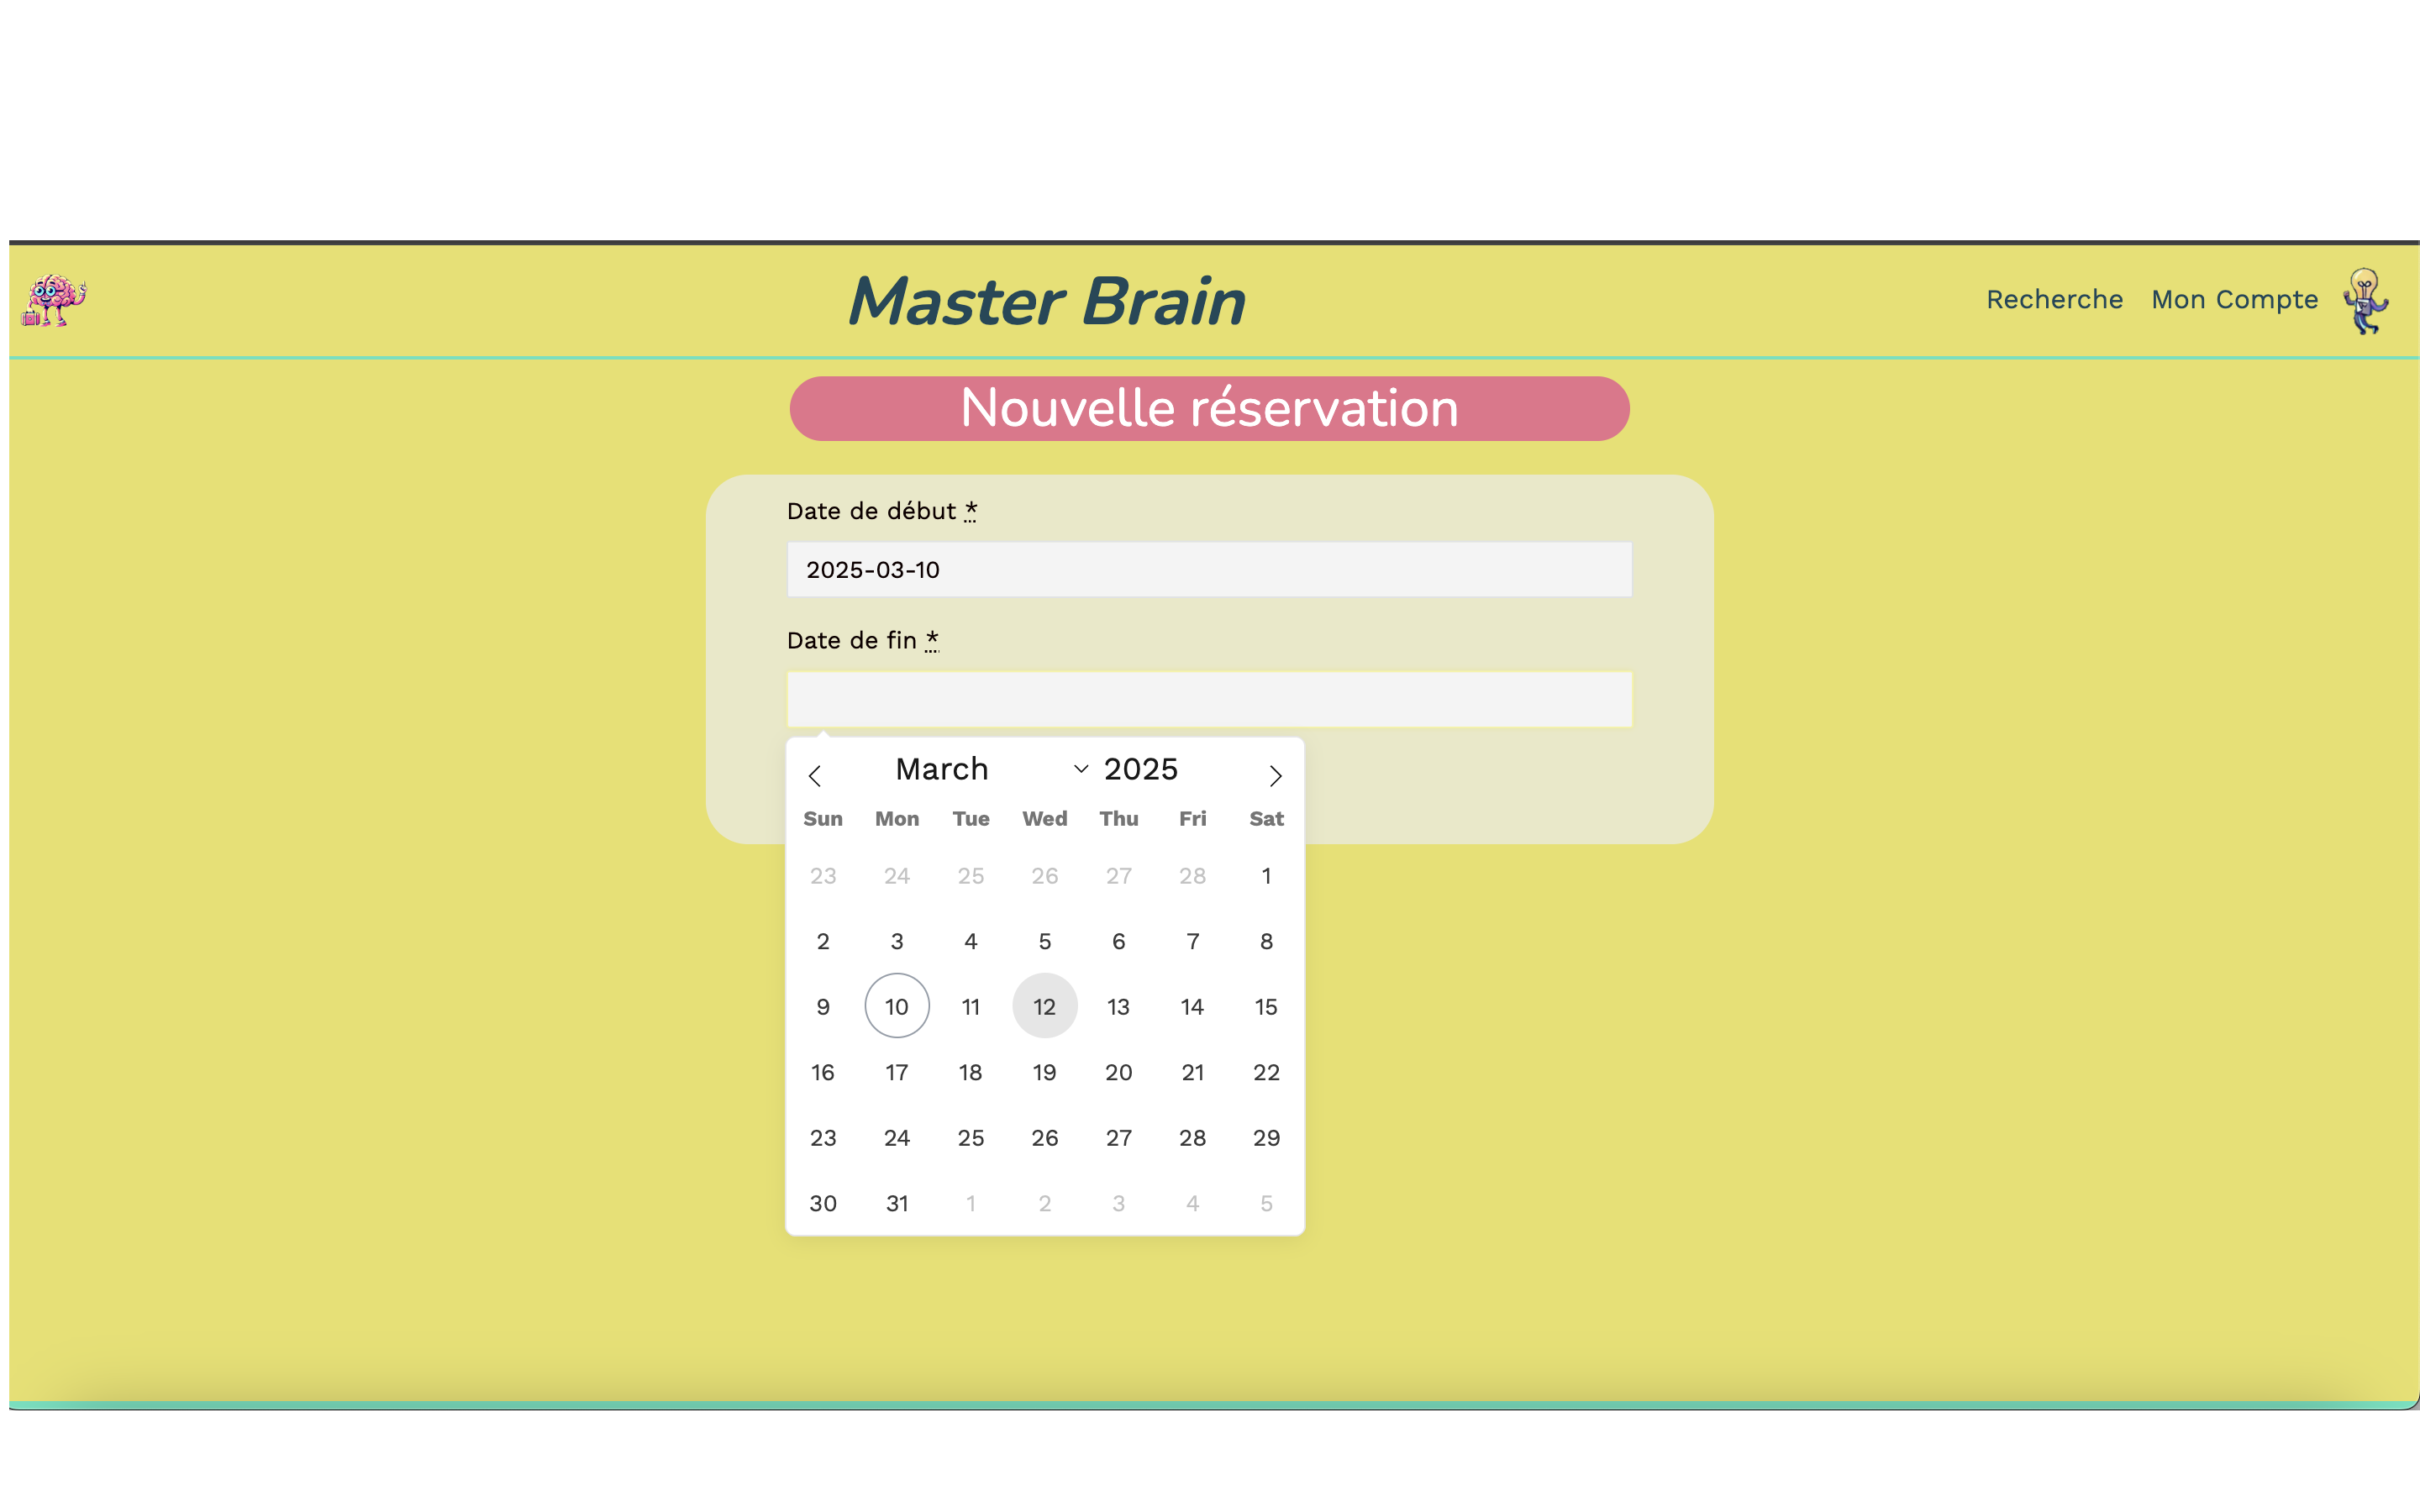 Master Brain
Recherche Mon Compte
Nouvelle réservation
Date de début *
2025-03-10
Date de fin *
March 2025
Sun Mon Tue Wed Thu Fri Sat
23 24 25 26 27 28 1
2 3 4 5 6 7 8
9 10 11 12 13 14 15
16 17 18 19 20 21 22
23 24 25 26 27 28 29
30 31 1 2 3 4 5